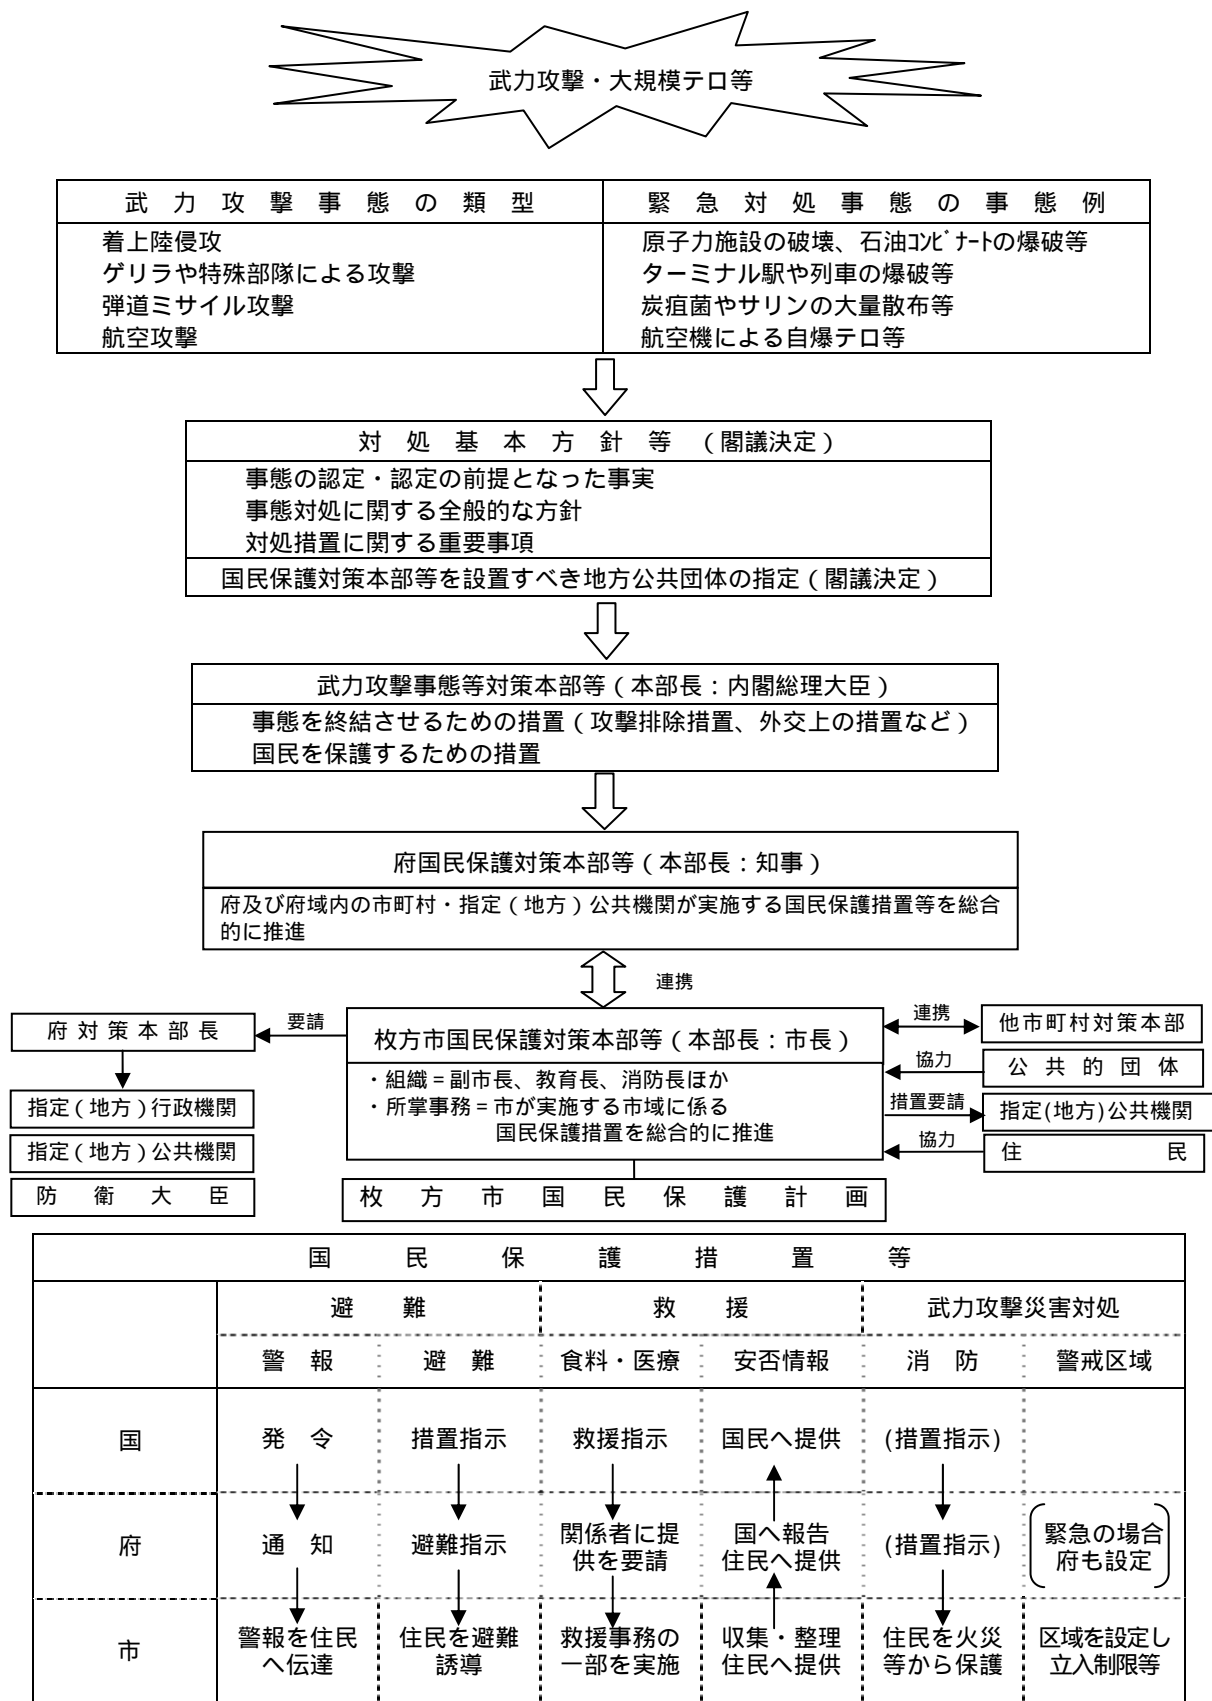 武力攻撃・大規模テロ等
武力攻撃事態の類型
緊急対処事態の事態例
着上陸侵攻
ゲリラや特殊部隊による攻撃
弾道ミサイル攻撃
航空攻撃
原子力施設の破壊、石油ｺﾝﾋﾞﾅｰﾄの爆破等
ターミナル駅や列車の爆破等
炭疽菌やサリンの大量散布等
航空機による自爆テロ等
対処基本方針等（閣議決定）
事態の認定・認定の前提となった事実
事態対処に関する全般的な方針
対処措置に関する重要事項
国民保護対策本部等を設置すべき地方公共団体の指定（閣議決定）
武力攻撃事態等対策本部等（本部長：内閣総理大臣）
事態を終結させるための措置（攻撃排除措置、外交上の措置など）
国民を保護するための措置
府国民保護対策本部等（本部長：知事）
府及び府域内の市町村・指定（地方）公共機関が実施する国民保護措置等を総合
的に推進
連携
府対策本部長
要請
指定（地方）行政機関
指定（地方）公共機関
防衛大臣
枚方市国民保護対策本部等（本部長：市長）
・組織＝副市長、教育長、消防長ほか
・所掌事務＝市が実施する市域に係る
国民保護措置を総合的に推進
連携
他市町村対策本部
協力
公共的団体
措置要請
指定(地方)公共機関
協力
住民
枚方市国民保護計画
国民保護措置等
避難
救援
武力攻撃災害対処
警報
避難
食料・医療
安否情報
消防
警戒区域
国
発令
措置指示
救援指示
国民へ提供
(措置指示)
府
通知
避難指示
関係者に提
供を要請
国へ報告
住民へ提供
(措置指示)
緊急の場合
府も設定
市
警報を住民
へ伝達
住民を避難
誘導
救援事務の
一部を実施
収集・整理
住民へ提供
住民を火災
等から保護
区域を設定し
立入制限等